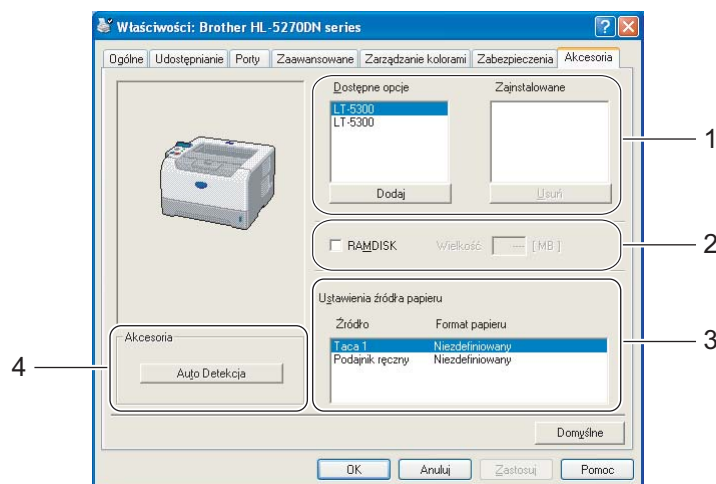 Właściwości: Brother HL-5270DN series
Ogólne Udostępnianie Porty Zaawansowane Zarządzanie kolorami Zabezpieczenia Akcesoria
Dostępne opcje Zainstalowane
LT-5300
LT-5300
Dodaj Usuń
1
RAMDISK Wielkość ---- [ MB ]
2
Ustawienia źródła papieru
Źródło Format papieru
Taca 1 Niezdefiniowany
Podajnik ręczny Niezdefiniowany
3
Akcesoria
Auto Detekcja
4
Domyślne
OK Anuluj Zastosuj Pomoc